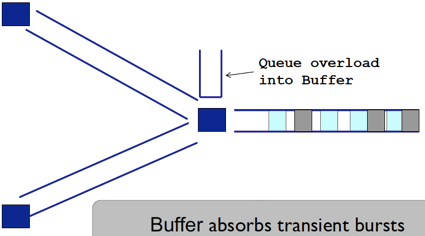 Queue overload
into Buffer
Buffer absorbs transient bursts